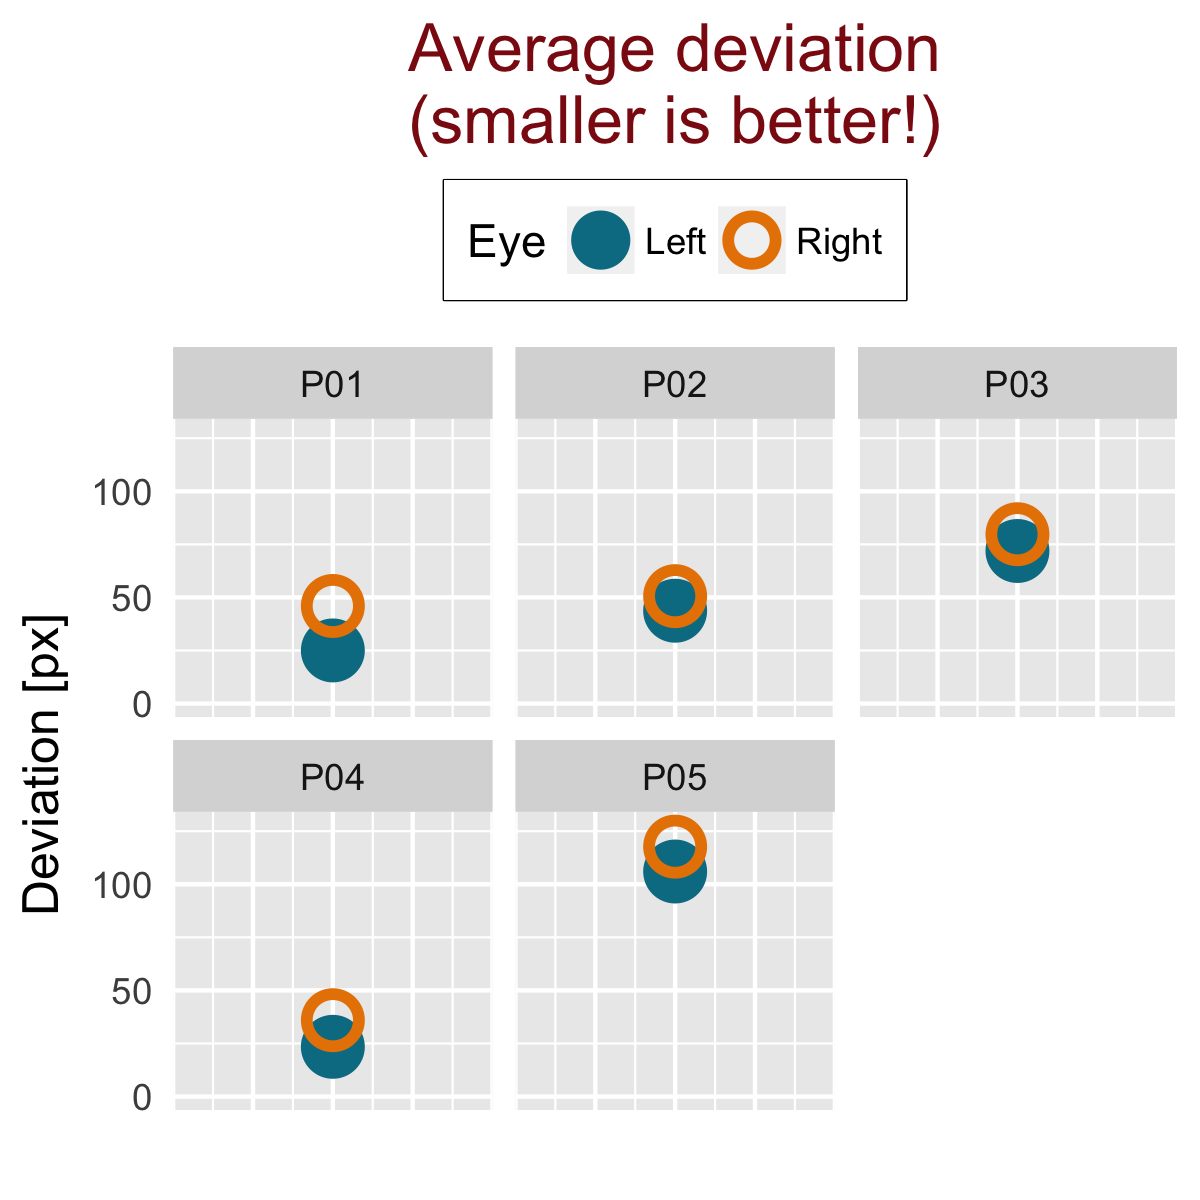 Average deviation
(smaller is better!)
Eye Left Right
P01 P02 P03
100
50
0
Deviation [px]
P04 P05
100
50
0